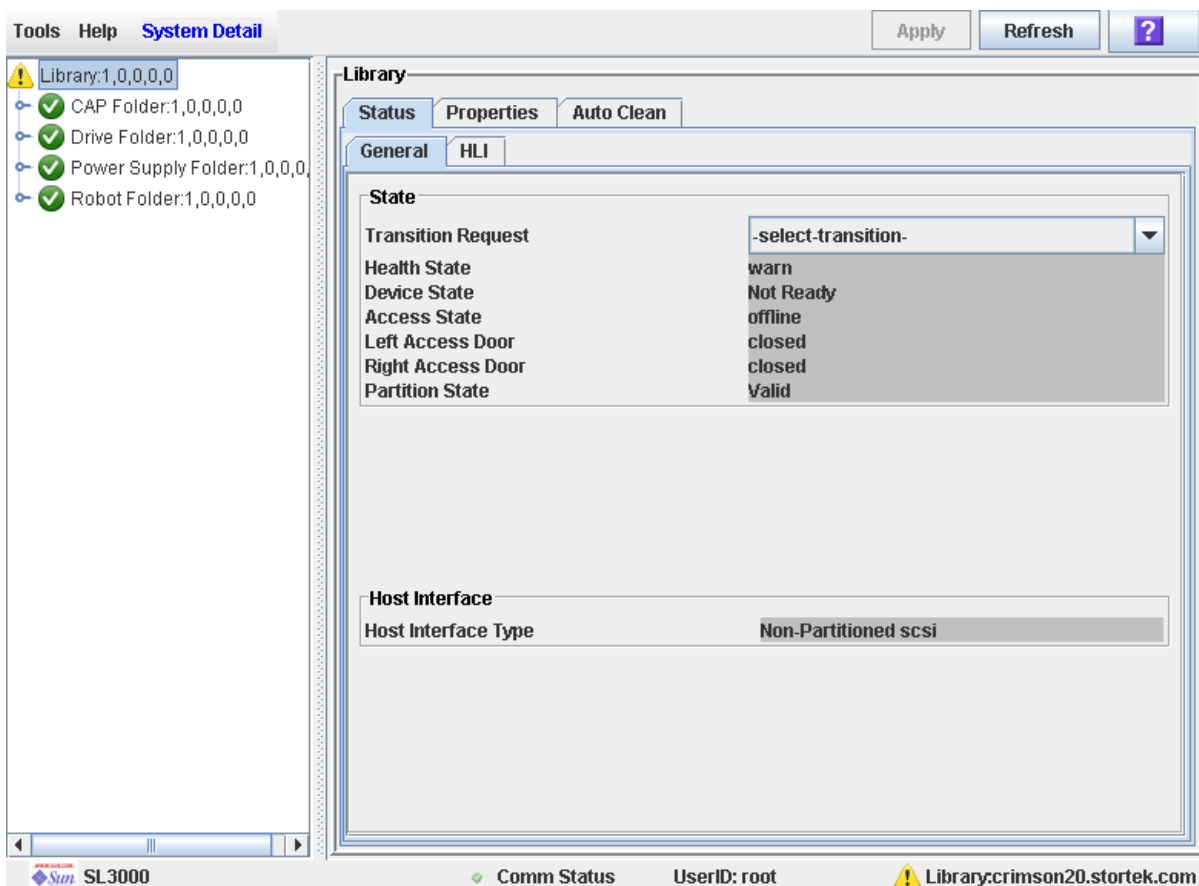 Tools Help System Detail Apply Refresh ?
Library:1,0,0,0,0
CAP Folder:1,0,0,0,0
Drive Folder:1,0,0,0,0
Power Supply Folder:1,0,0,0,
Robot Folder:1,0,0,0,0
Library
Status Properties Auto Clean
General HLI
State
Transition Request -select-transition-
Health State warn
Device State Not Ready
Access State offline
Left Access Door closed
Right Access Door closed
Partition State Valid
Host Interface
Host Interface Type Non-Partitioned scsi
Sun SL3000 Comm Status UserID: root Library:crimson20.stortek.com